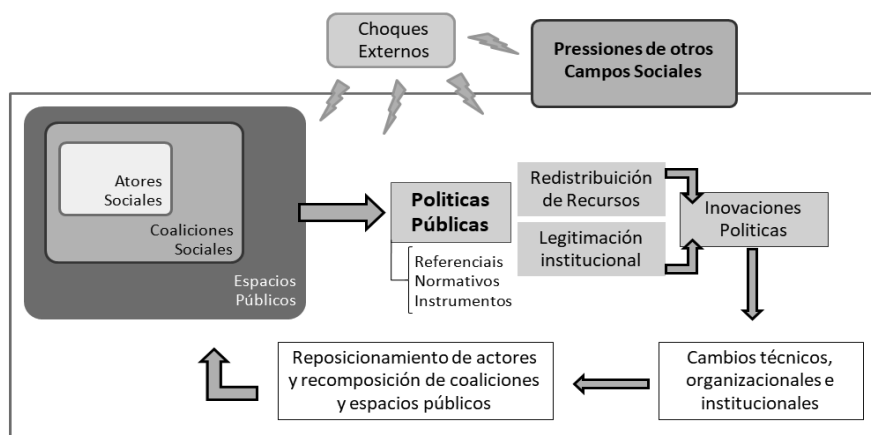 Choques
Externos
Pressiones de otros
Campos Sociales
Atores
Sociales
Coaliciones
Sociales
Espacios
Públicos
Politicas
Públicas
Referenciais
Normativos
Instrumentos
Redistribuición
de Recursos
Legitimación
institucional
Inovaciones
Politicas
Cambios técnicos,
organizacionales e
institucionales
Reposicionamiento de actores
y recomposición de coaliciones
y espacios públicos